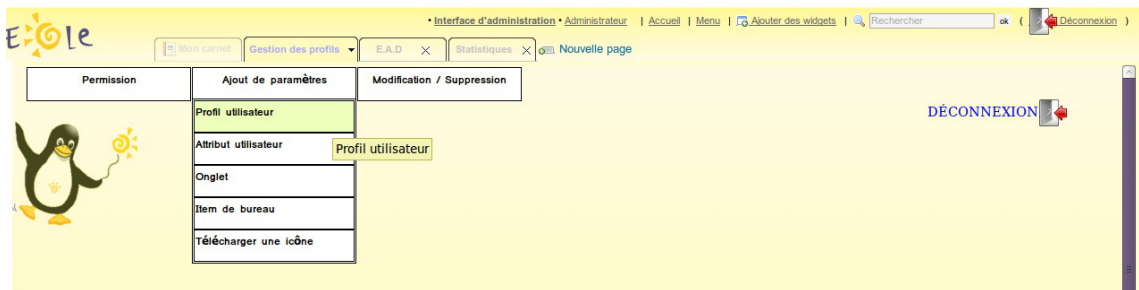 • Interface d'administration • Administrateur | Accueil | Menu | Ajouter des widgets | Rechercher ok ( Déconnexion )
Eole
Mon carnet Gestion des profils E.A.D X Statistiques X Nouvelle page
Permission Ajout de paramètres Modification / Suppression
Profil utilisateur
DÉCONNEXION
Attribut utilisateur
Profil utilisateur
Onglet
Item de bureau
Télécharger une icône